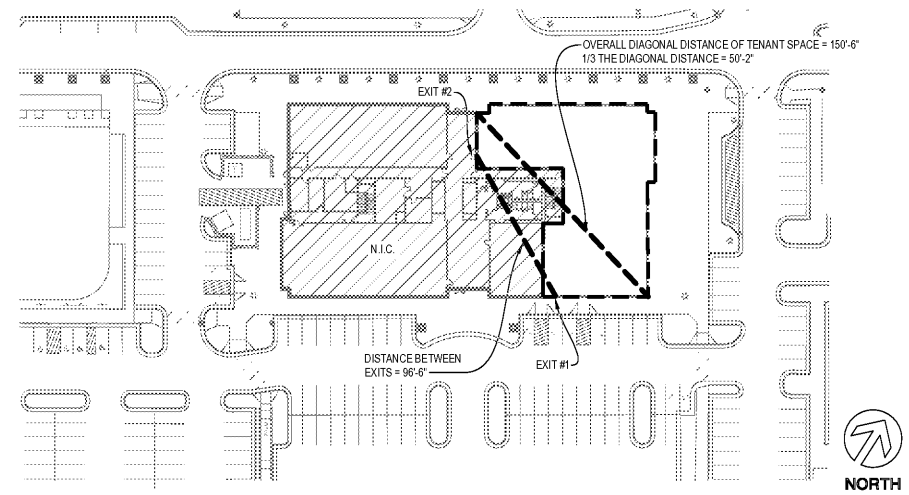 OVERALL DIAGONAL DISTANCE OF TENANT SPACE = 150'-6"
1/3 THE DIAGONAL DISTANCE = 50'-2"
EXIT #2
N.I.C.
DISTANCE BETWEEN
EXITS = 96'-6"
EXIT #1
NORTH